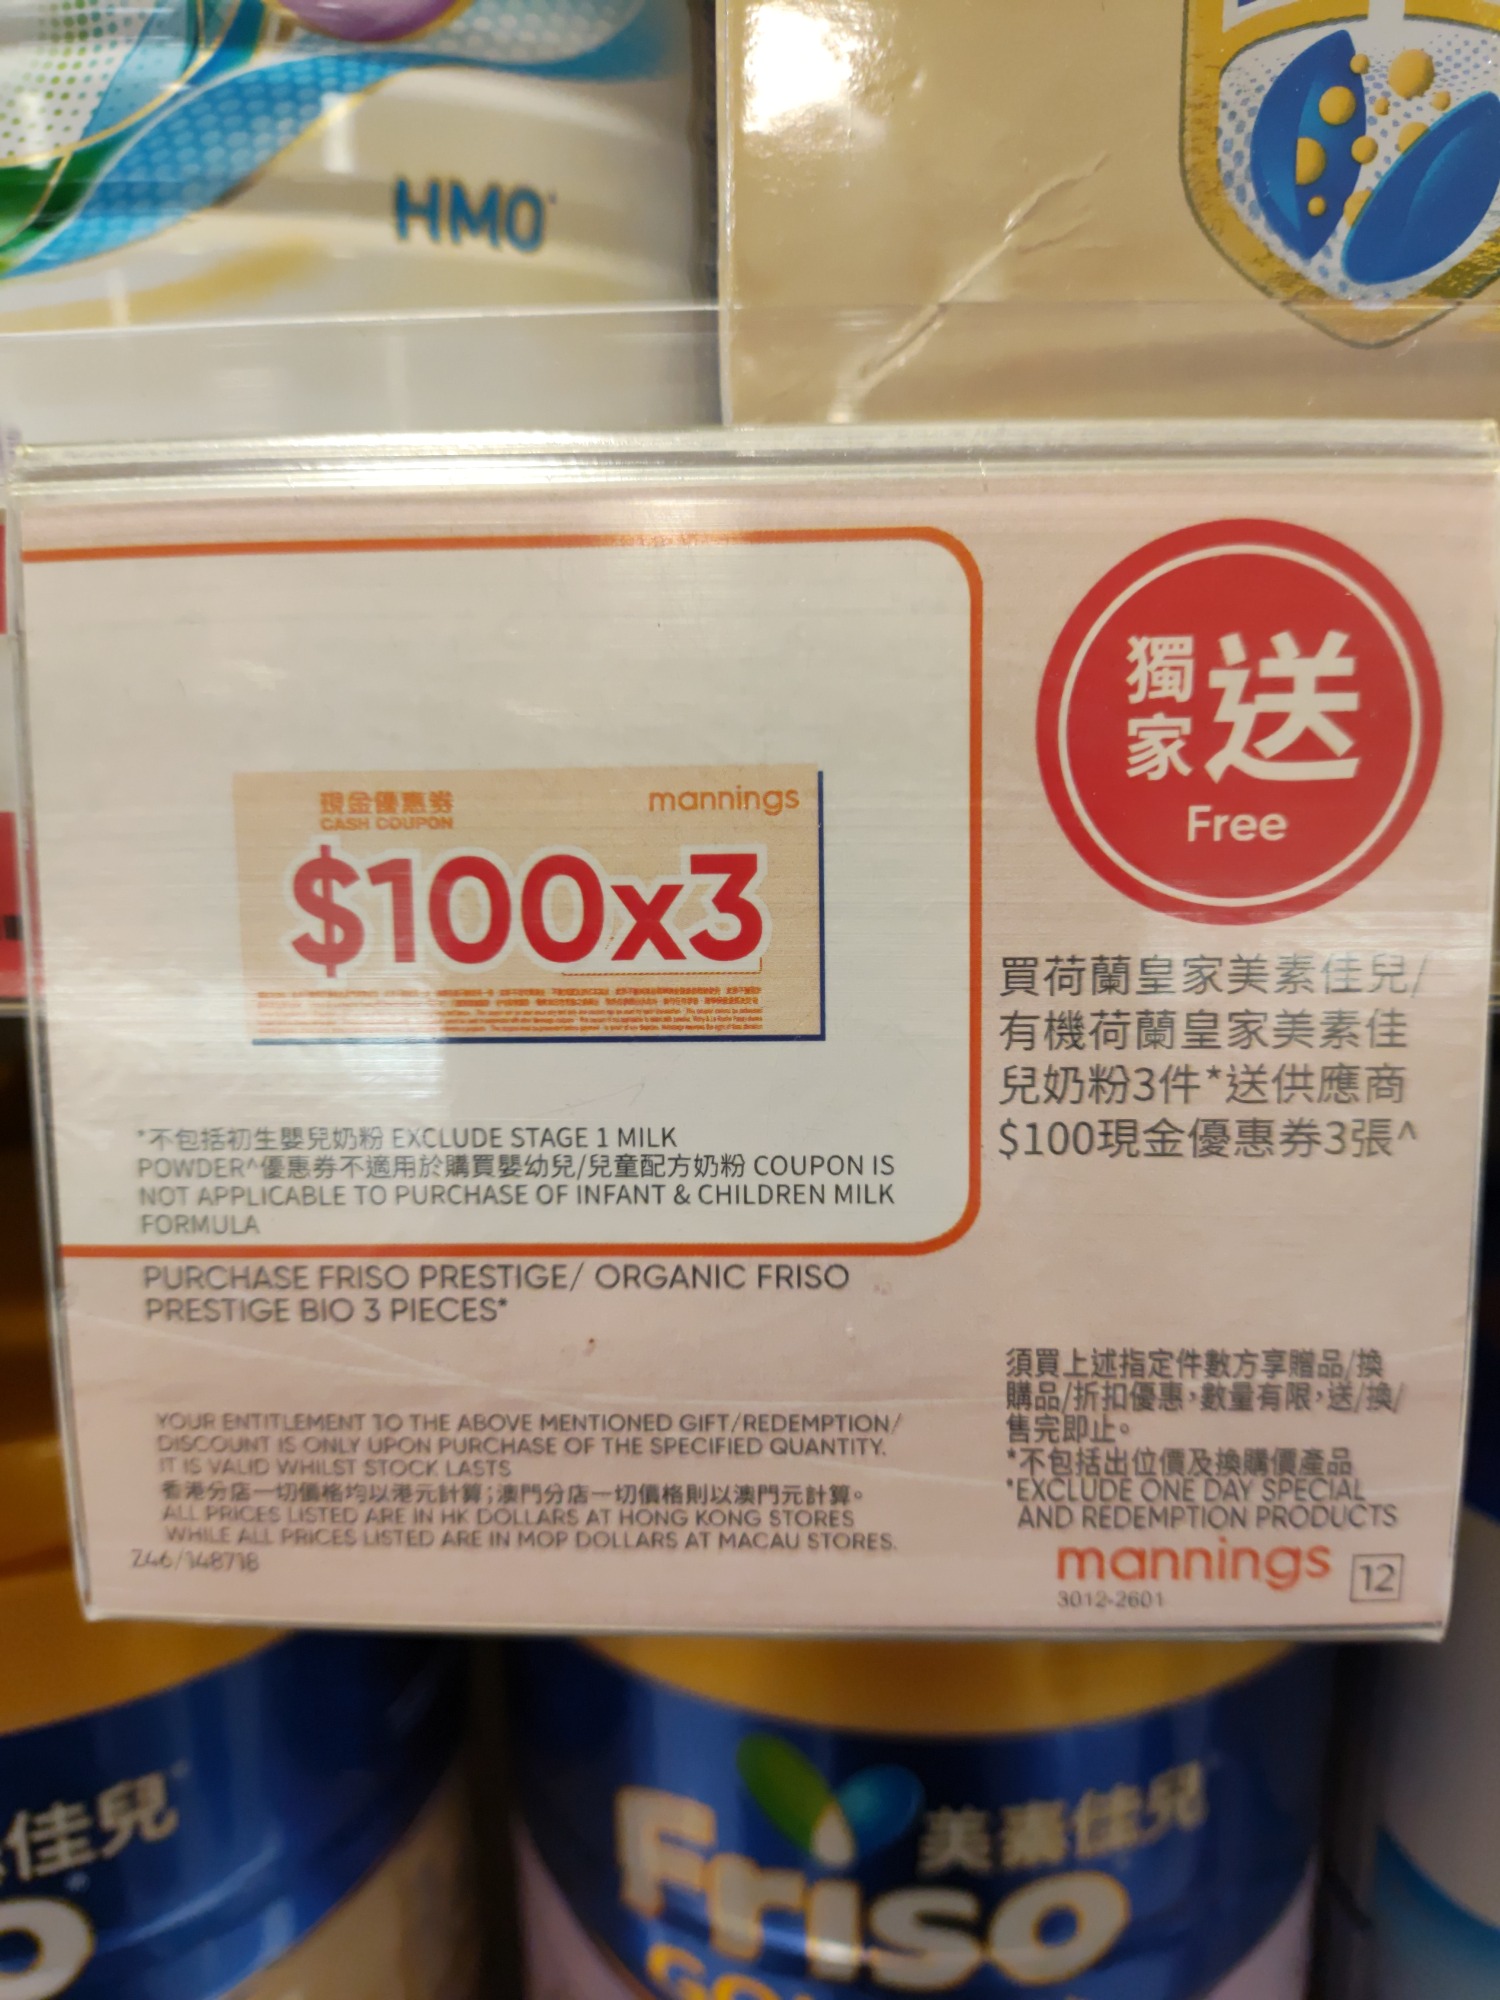 HMO
獨家 送
Free
現金優惠券
CASH COUPON
mannings
$100x3
買荷蘭皇家美素佳兒/
有機荷蘭皇家美素佳
兒奶粉3件*送供應商
$100現金優惠券3張^
*不包括初生嬰兒奶粉 EXCLUDE STAGE 1 MILK
POWDER^優惠券不適用於購買嬰幼兒/兒童配方奶粉 COUPON IS
NOT APPLICABLE TO PURCHASE OF INFANT & CHILDREN MILK
FORMULA
PURCHASE FRISO PRESTIGE/ ORGANIC FRISO
PRESTIGE BIO 3 PIECES*
YOUR ENTITLEMENT TO THE ABOVE MENTIONED GIFT/REDEMPTION/
DISCOUNT IS ONLY UPON PURCHASE OF THE SPECIFIED QUANTITY.
IT IS VALID WHILST STOCK LASTS
香港分店一切價格均以港元計算;澳門分店一切價格則以澳門元計算。
ALL PRICES LISTED ARE IN HK DOLLARS AT HONG KONG STORES
WHILE ALL PRICES LISTED ARE IN MOP DOLLARS AT MACAU STORES.
Z46/148718
須買上述指定件數方享贈品/換
購品/折扣優惠,數量有限,送/換/
售完即止。
*不包括出位價及換購價產品
*EXCLUDE ONE DAY SPECIAL
AND REDEMPTION PRODUCTS
mannings
12
3012-2601
佳兒
美素佳兒
Friso